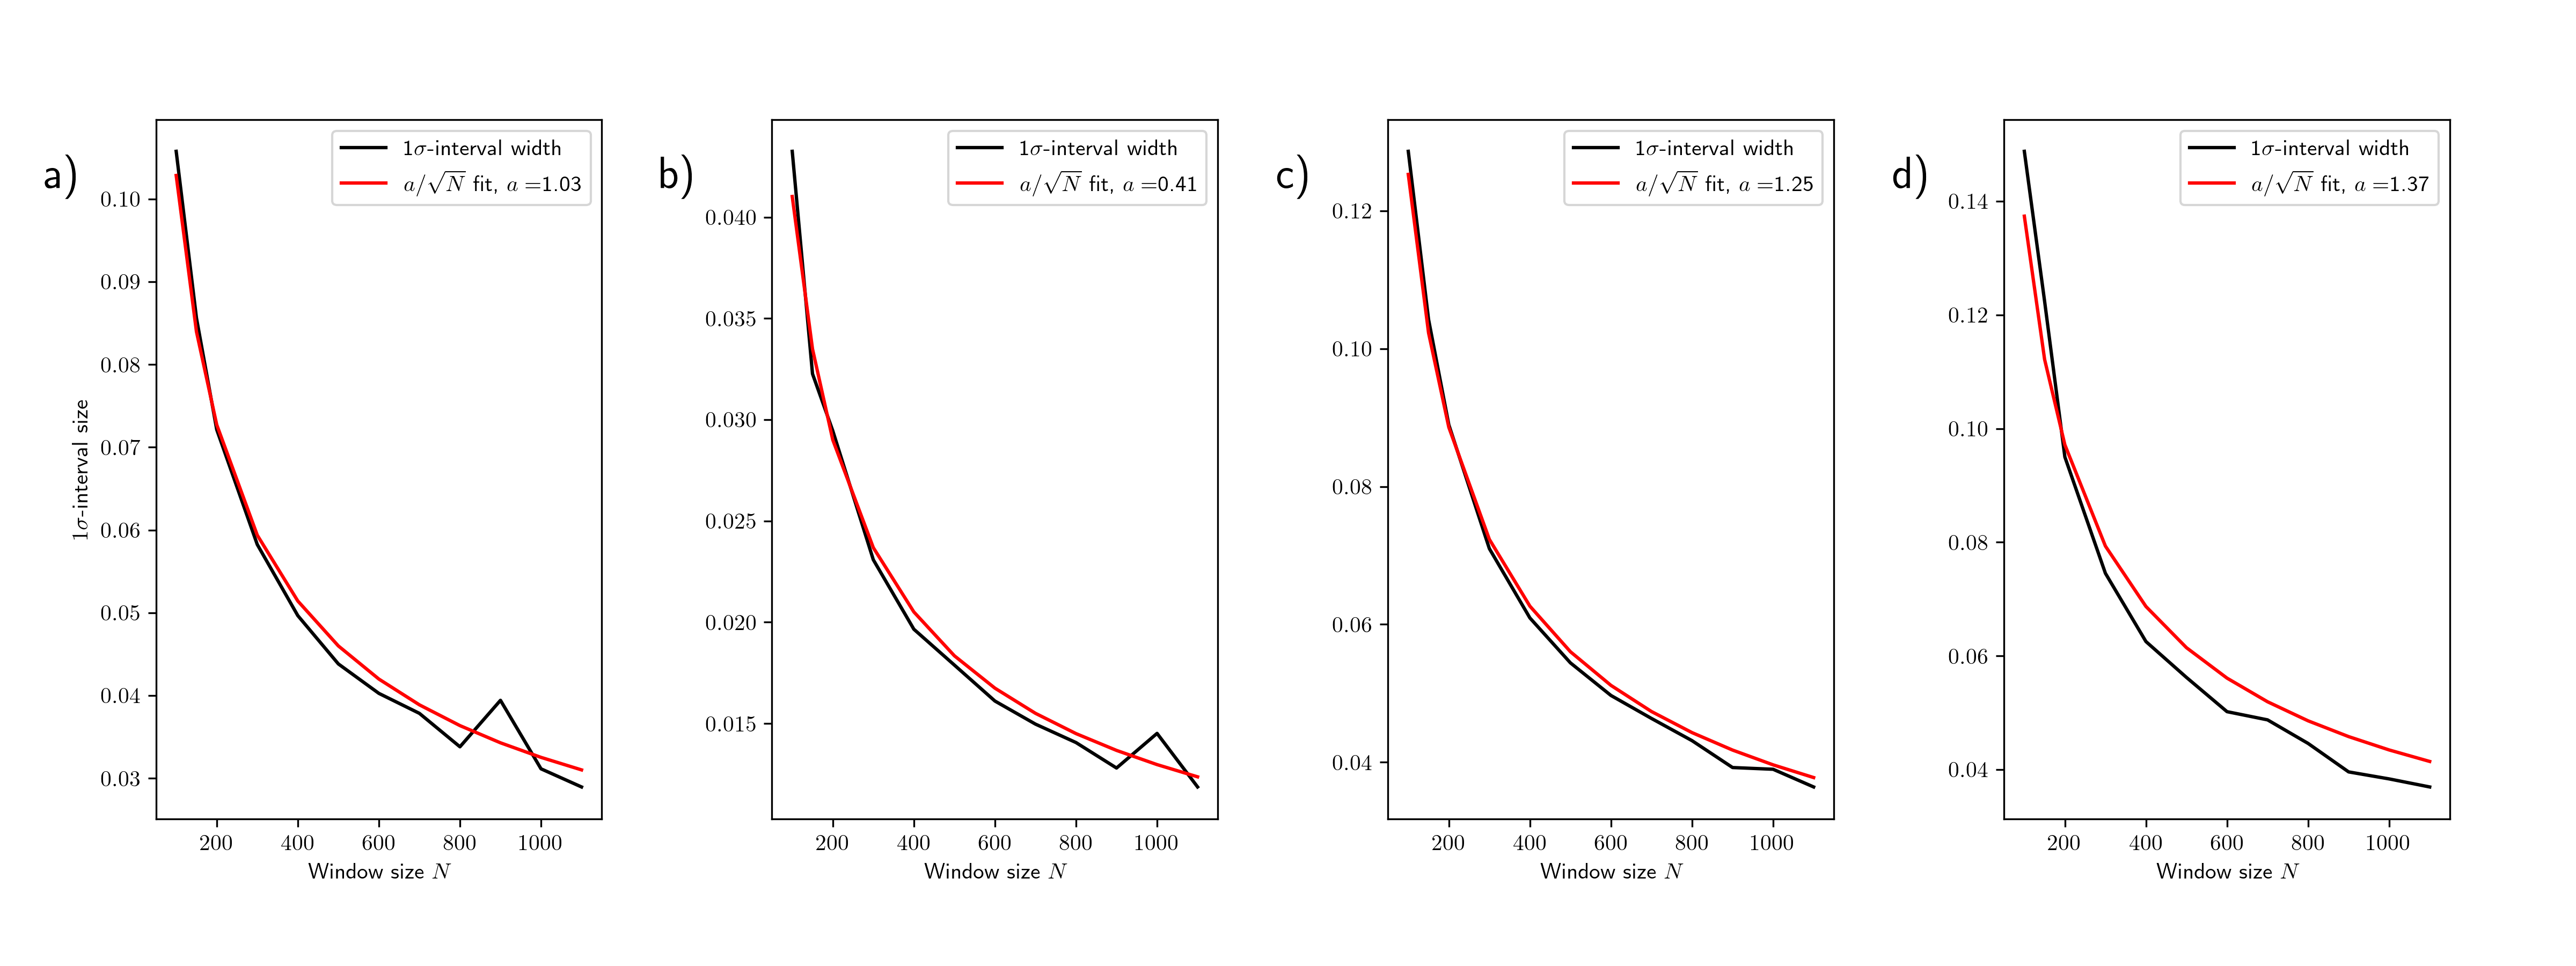 a)
1σ-interval width
a/√N fit, a =1.03
0.10
0.09
0.08
0.07
0.06
0.05
0.04
0.03
1σ-interval size
200 400 600 800 1000
Window size N
b)
1σ-interval width
a/√N fit, a =0.41
0.040
0.035
0.030
0.025
0.020
0.015
200 400 600 800 1000
Window size N
c)
1σ-interval width
a/√N fit, a =1.25
0.12
0.10
0.08
0.06
0.04
200 400 600 800 1000
Window size N
d)
1σ-interval width
a/√N fit, a =1.37
0.14
0.12
0.10
0.08
0.06
0.04
200 400 600 800 1000
Window size N